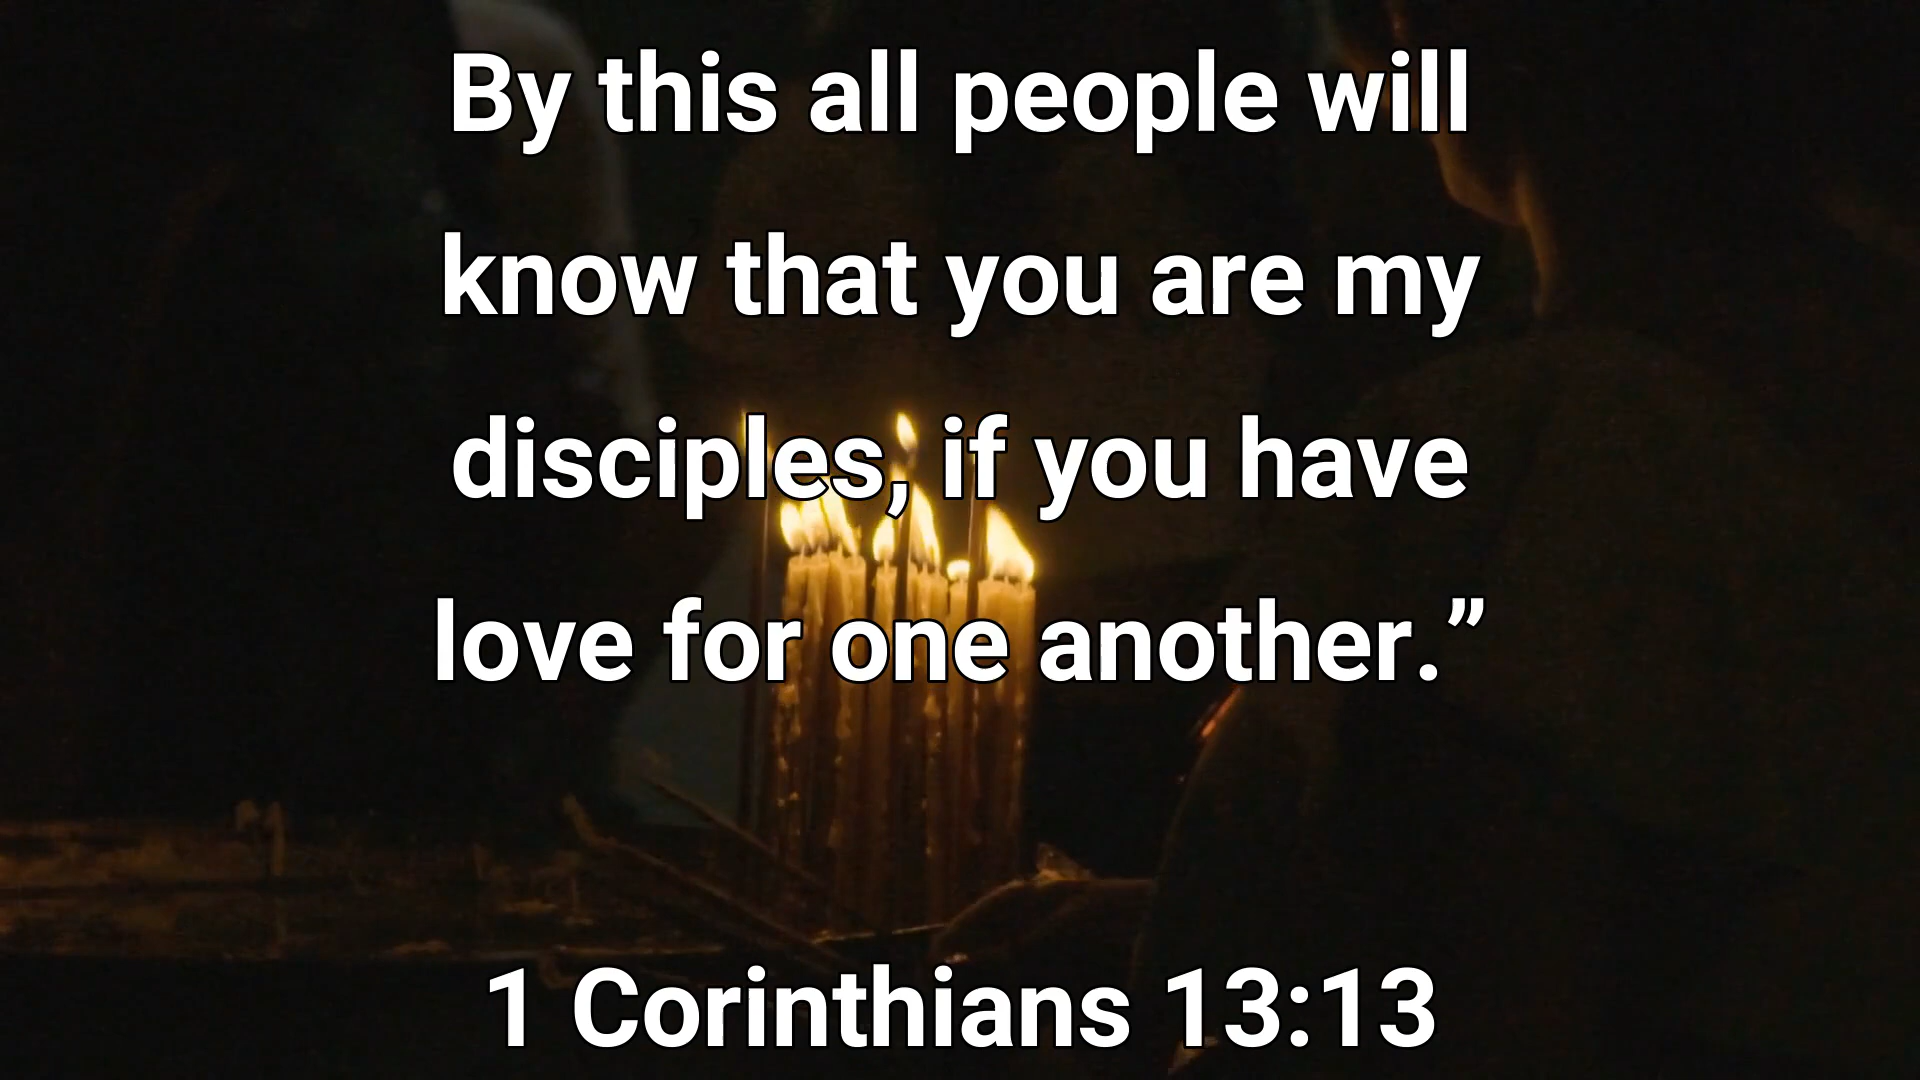 By this all people will
know that you are my
disciples, if you have
love for one another.”
1 Corinthians 13:13